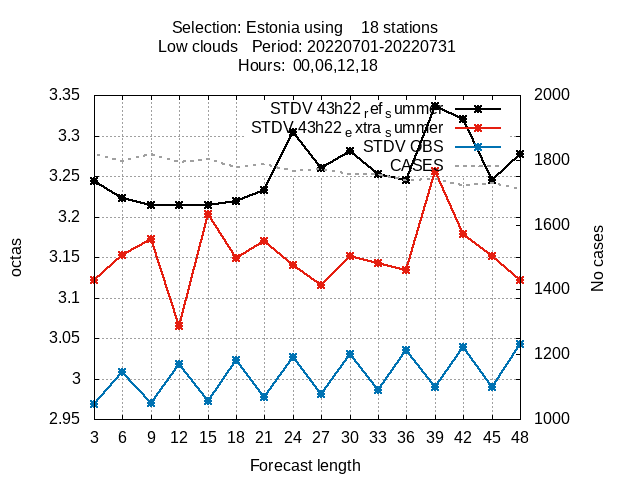 Selection: Estonia using 18 stations
Low clouds Period: 20220701-20220731
Hours: 00,06,12,18
3.35
3.3
3.25
3.2
3.15
3.1
3.05
3
2.95
octas
STDV 43h22_ref_summer
STDV 43h22_extra_summer
STDV OBS
CASES
2000
1800
1600
1400
1200
1000
No cases
3 6 9 12 15 18 21 24 27 30 33 36 39 42 45 48
Forecast length